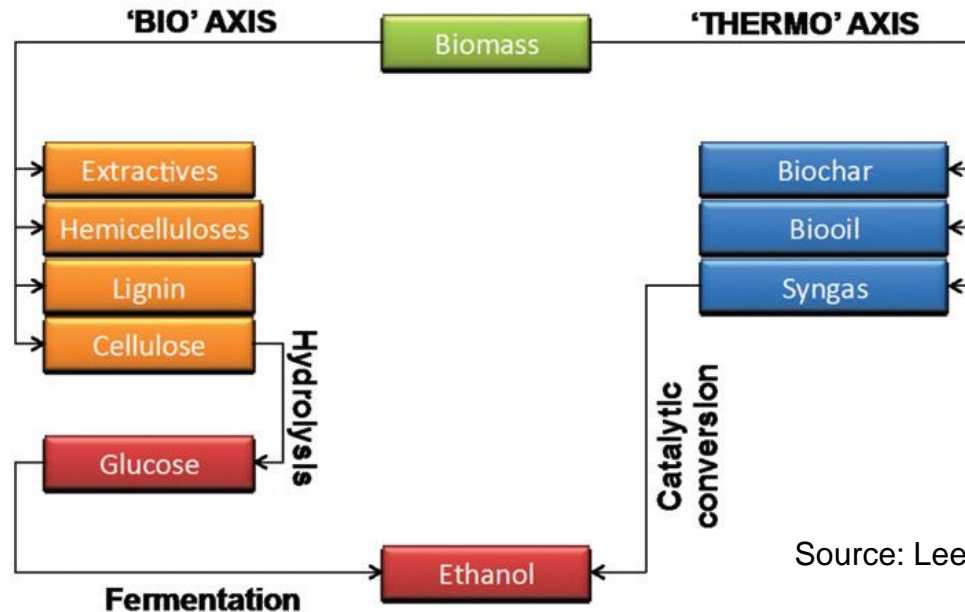 'BIO' AXIS
Biomass
'THERMO' AXIS
Extractives
Hemicelluloses
Lignin
Cellulose
Hydrolysis
Glucose
Fermentation
Ethanol
Biochar
Biooil
Syngas
Catalytic
conversion
Source: Lee